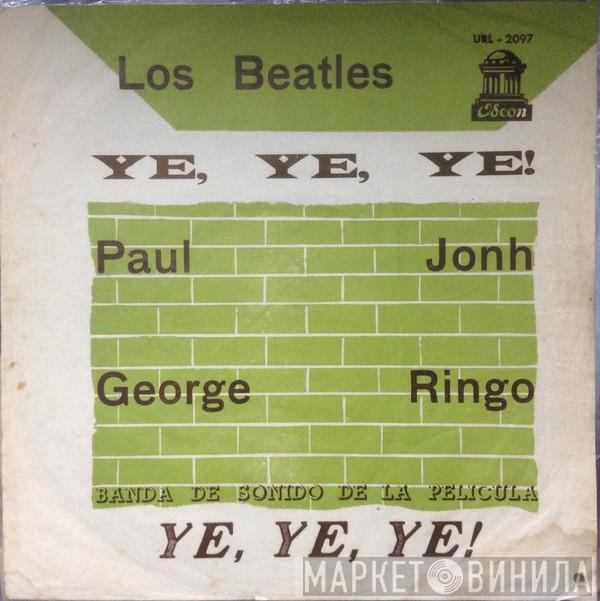 URL - 2097
Los Beatles
Odeon
YE, YE, YE!
Paul Jonh
George Ringo
BANDA DE SONIDO DE LA PELICULA
YE, YE, YE!
МАРКЕТ ВИНИЛА